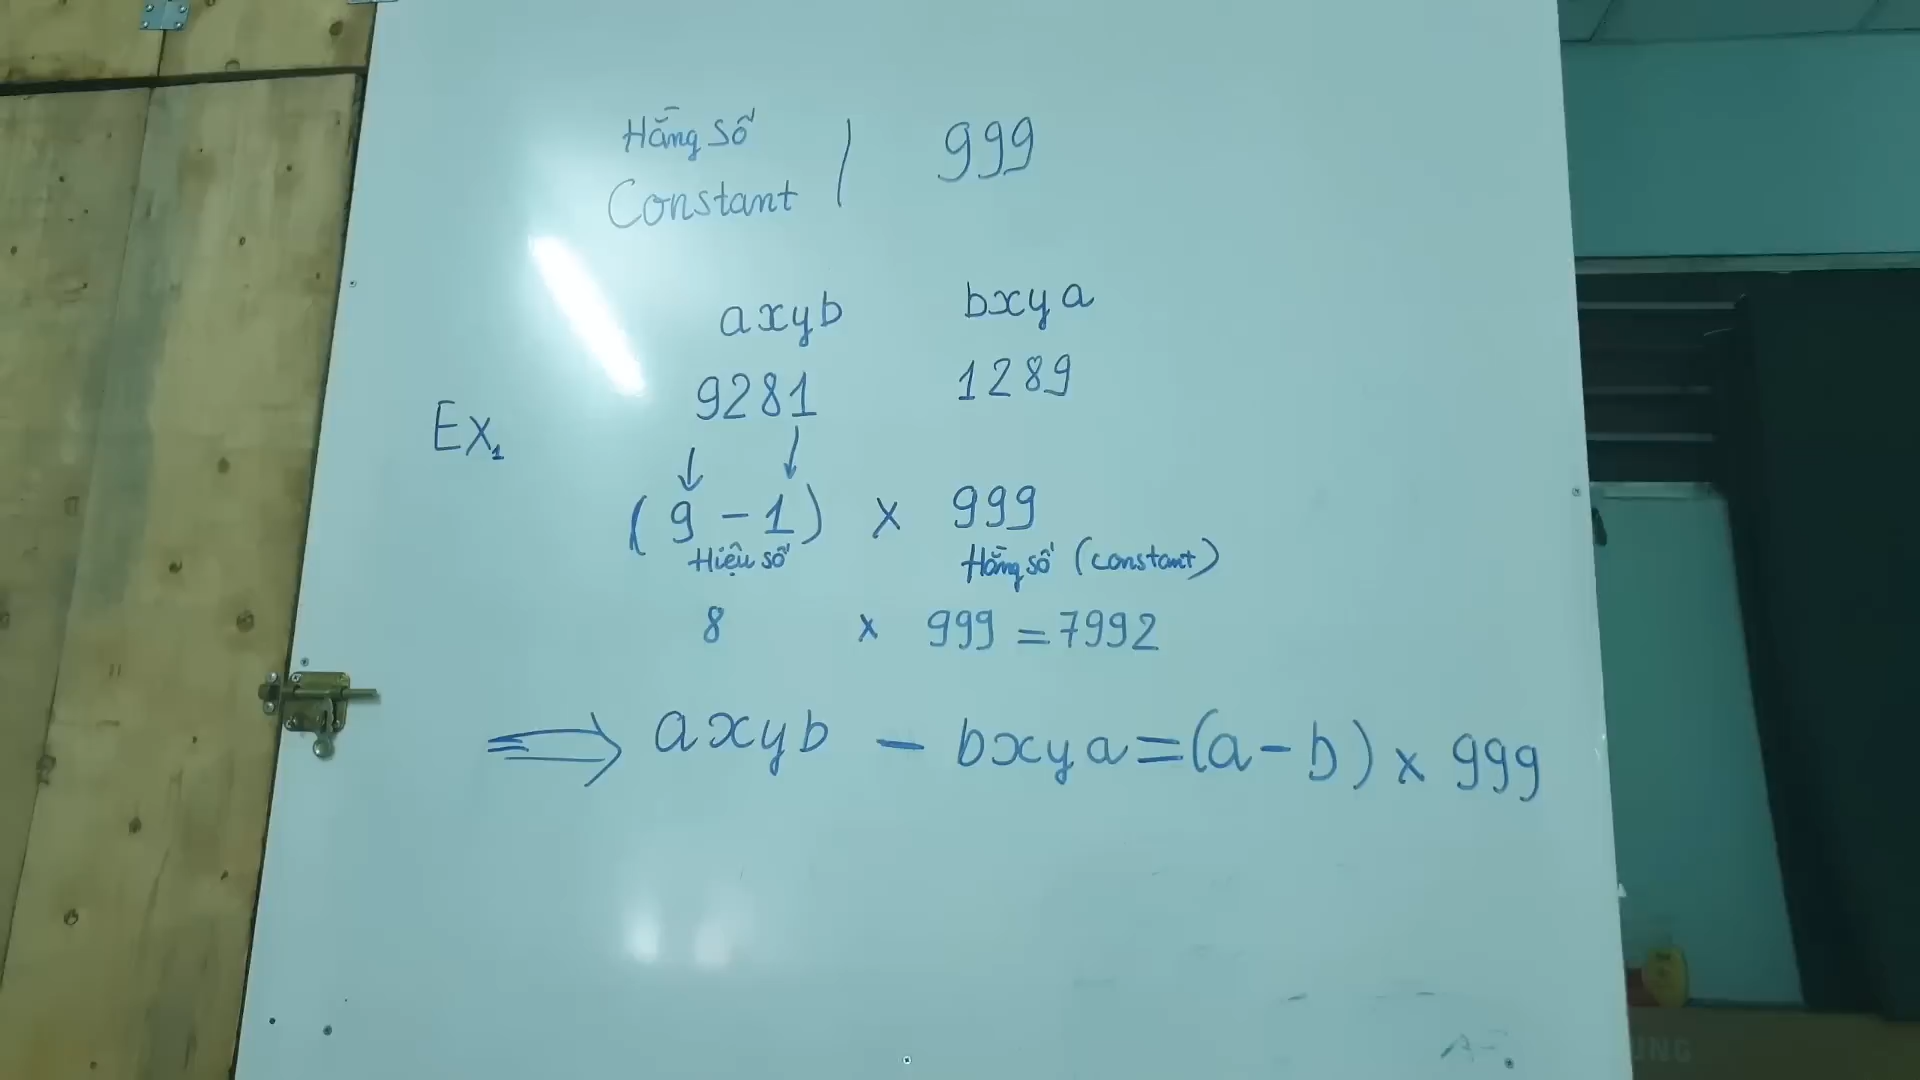 Hằng số | 999
Constant
axyb bxya
9281 1289
Ex1
(9 - 1) x 999
Hiệu số Hằng số (constant)
8 x 999 = 7992
⟹ axyb - bxya = (a - b) x 999